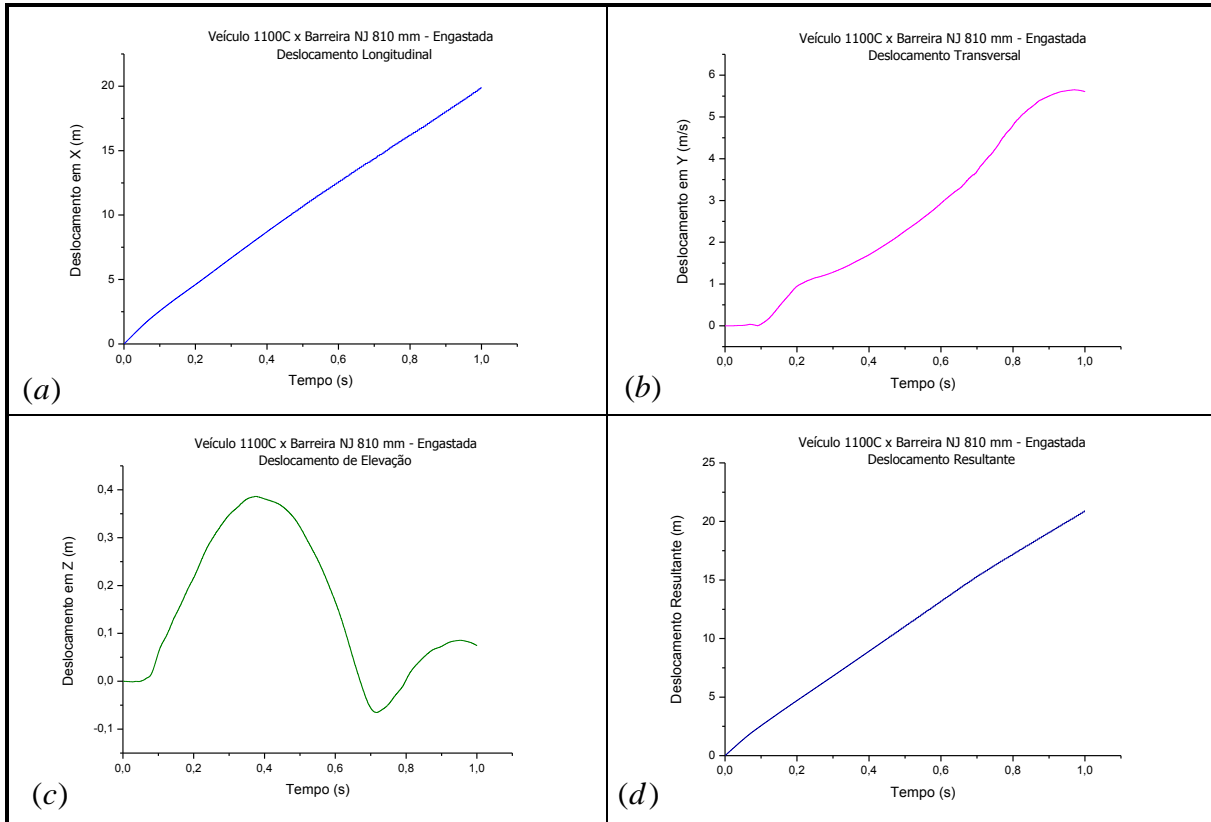 Veículo 1100C x Barreira NJ 810 mm - Engastada
Deslocamento Longitudinal
20
15
10
5
0
Deslocamento em X (m)
0,0 0,2 0,4 0,6 0,8 1,0
Tempo (s)
(a)
Veículo 1100C x Barreira NJ 810 mm - Engastada
Deslocamento Transversal
6
5
4
3
2
1
0
Deslocamento em Y (m/s)
0,0 0,2 0,4 0,6 0,8 1,0
Tempo (s)
(b)
Veículo 1100C x Barreira NJ 810 mm - Engastada
Deslocamento de Elevação
0,4
0,3
0,2
0,1
0,0
-0,1
Deslocamento em Z (m)
0,0 0,2 0,4 0,6 0,8 1,0
Tempo (s)
(c)
Veículo 1100C x Barreira NJ 810 mm - Engastada
Deslocamento Resultante
25
20
15
10
5
0
Deslocamento Resultante (m)
0,0 0,2 0,4 0,6 0,8 1,0
Tempo (s)
(d)